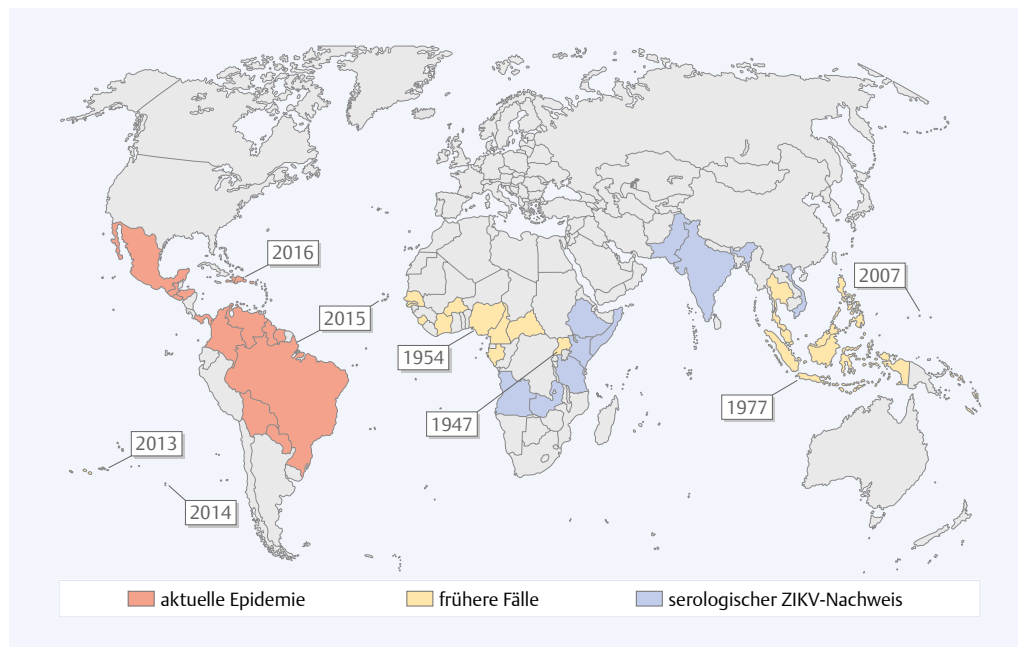 2016
2007
2015
1954
1977
1947
2013
2014
aktuelle Epidemie
frühere Fälle
serologischer ZIKV-Nachweis